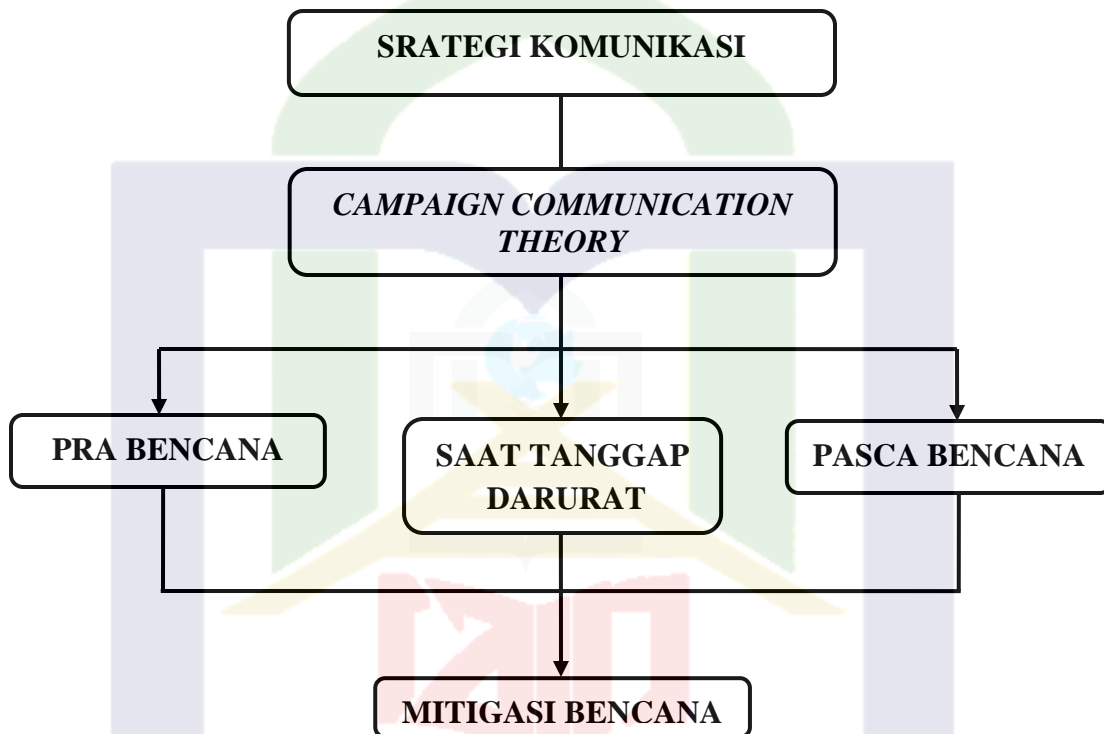 SRATEGI KOMUNIKASI
CAMPAIGN COMMUNICATION
THEORY
PRA BENCANA
SAAT TANGGAP
DARURAT
PASCA BENCANA
MITIGASI BENCANA